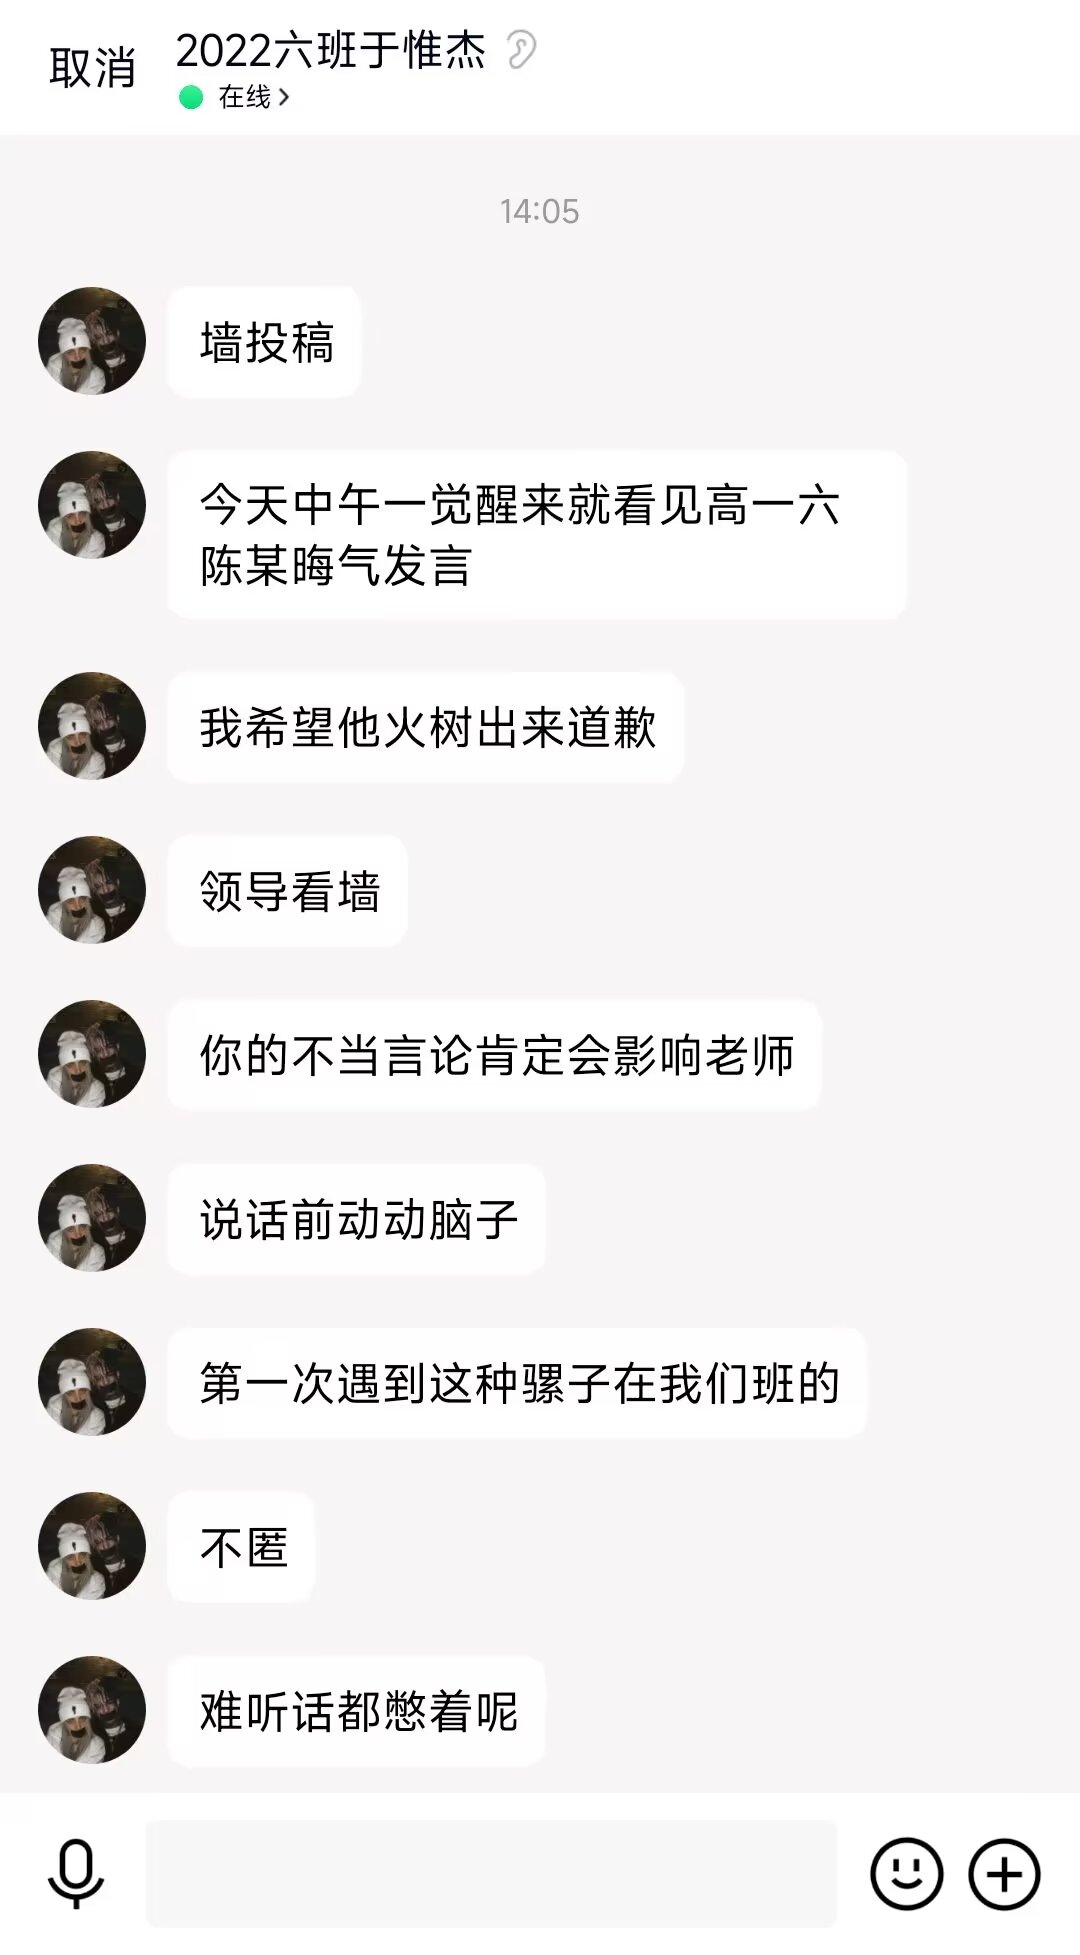 取消
2022六班于惟杰
在线
14:05
墙投稿
今天中午一觉醒来就看见高一六
陈某晦气发言
我希望他火树出来道歉
领导看墙
你的不当言论肯定会影响老师
说话前动动脑子
第一次遇到这种骡子在我们班的
不匿
难听话都憋着呢